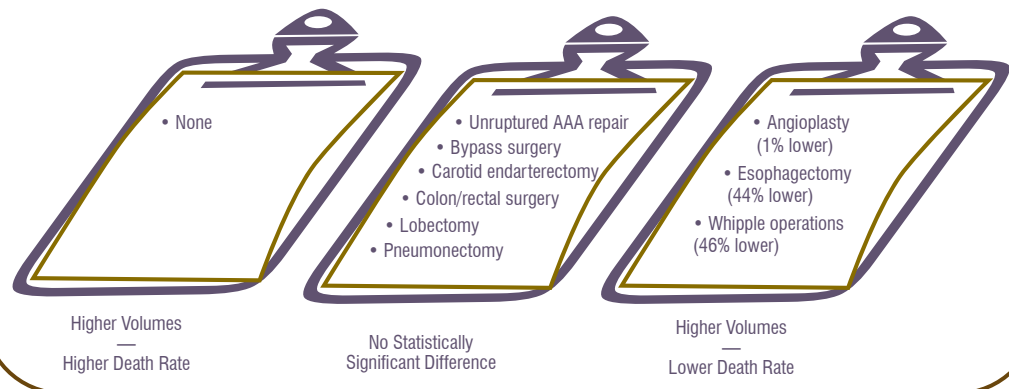 • None
Higher Volumes
—
Higher Death Rate
• Unruptured AAA repair
• Bypass surgery
• Carotid endarterectomy
• Colon/rectal surgery
• Lobectomy
• Pneumonectomy
No Statistically
Significant Difference
• Angioplasty
(1% lower)
• Esophagectomy
(44% lower)
• Whipple operations
(46% lower)
Higher Volumes
—
Lower Death Rate